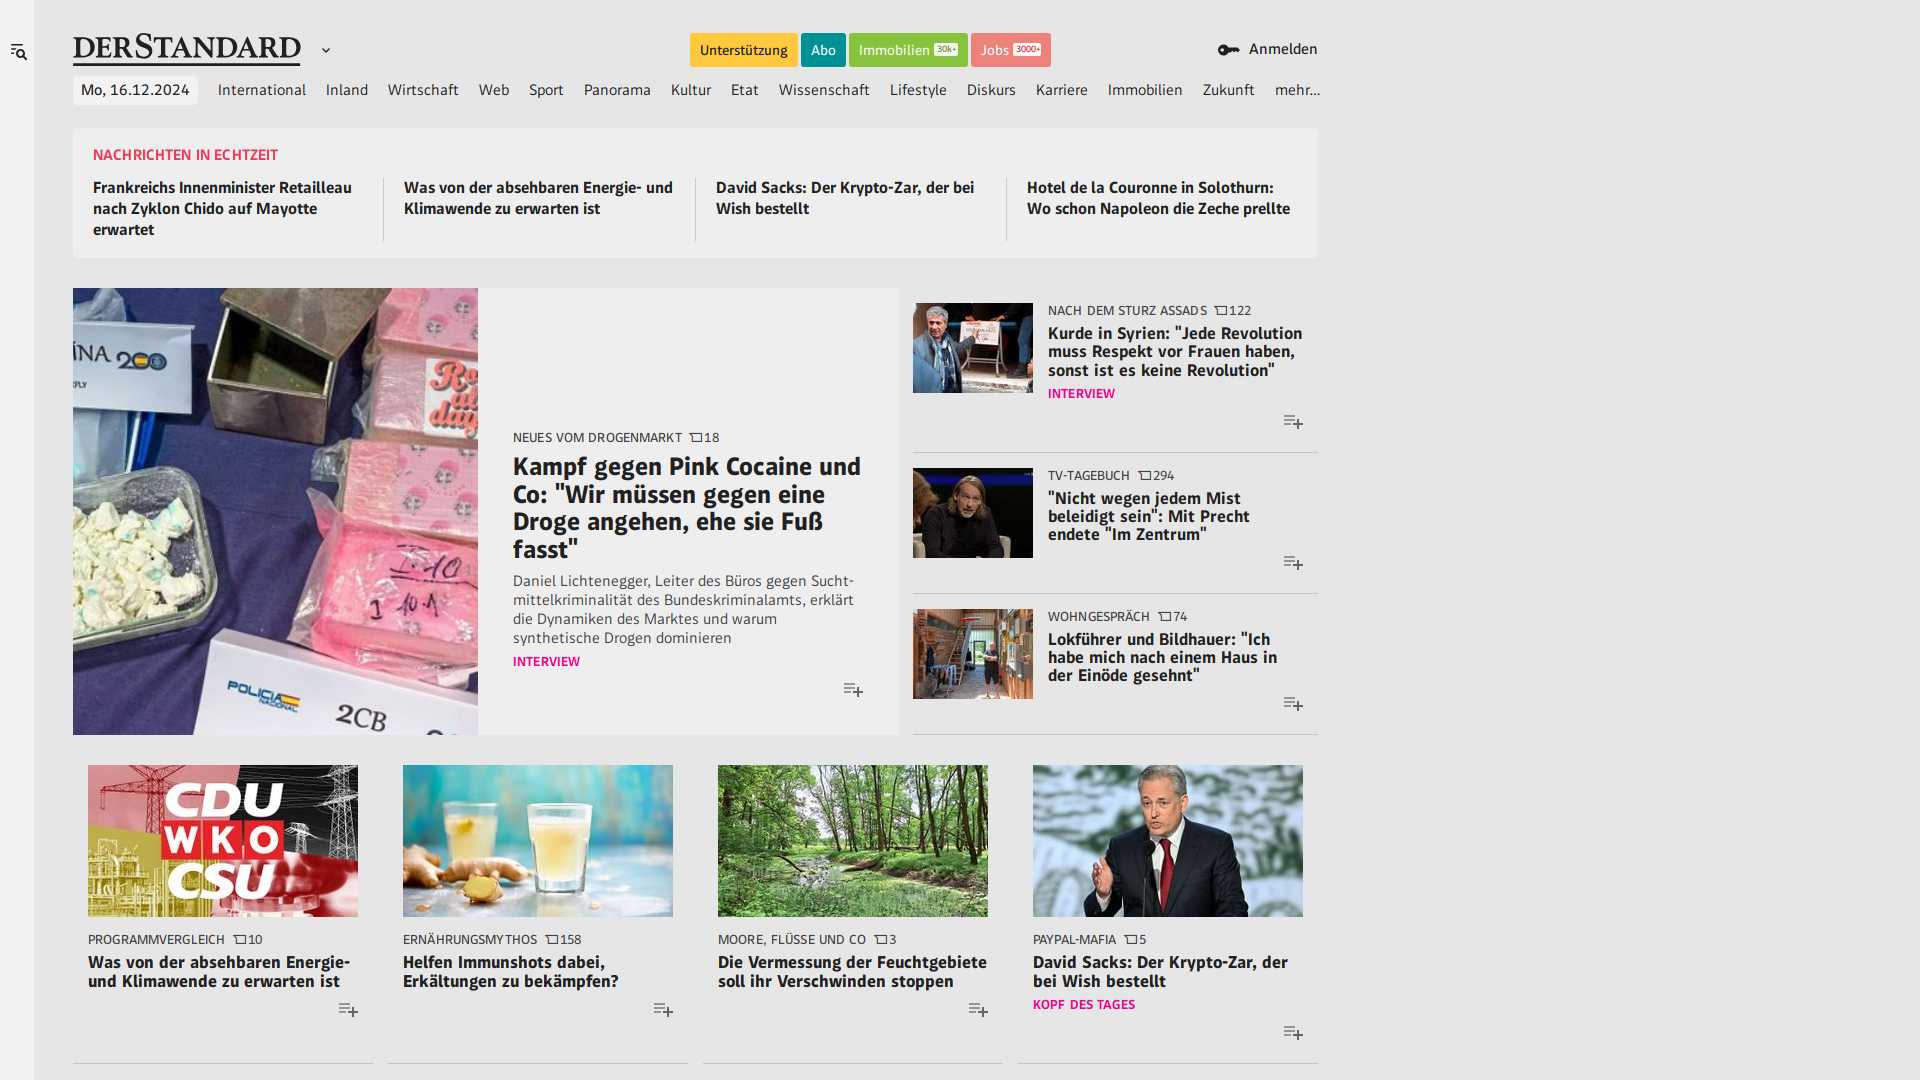 DERSTANDARD
Unterstützung
Abo
Immobilien 30k+
Jobs 3000+
Anmelden
Mo, 16.12.2024
International
Inland
Wirtschaft
Web
Sport
Panorama
Kultur
Etat
Wissenschaft
Lifestyle
Diskurs
Karriere
Immobilien
Zukunft
mehr...
NACHRICHTEN IN ECHTZEIT
Frankreichs Innenminister Retailleau
nach Zyklon Chido auf Mayotte
erwartet
Was von der absehbaren Energie- und
Klimawende zu erwarten ist
David Sacks: Der Krypto-Zar, der bei
Wish bestellt
Hotel de la Couronne in Solothurn:
Wo schon Napoleon die Zeche prellte
200
POLICIA
NACIONAL
2CB
NEUES VOM DROGENMARKT 18
Kampf gegen Pink Cocaine und
Co: "Wir müssen gegen eine
Droge angehen, ehe sie Fuß
fasst"
Daniel Lichtenegger, Leiter des Büros gegen Sucht-
mittelkriminalität des Bundeskriminalamts, erklärt
die Dynamiken des Marktes und warum
synthetische Drogen dominieren
INTERVIEW
NACH DEM STURZ ASSADS 122
Kurde in Syrien: "Jede Revolution
muss Respekt vor Frauen haben,
sonst ist es keine Revolution"
INTERVIEW
TV-TAGEBUCH 294
"Nicht wegen jedem Mist
beleidigt sein": Mit Precht
endete "Im Zentrum"
WOHNGESPRÄCH 74
Lokführer und Bildhauer: "Ich
habe mich nach einem Haus in
der Einöde gesehnt"
CDU
WKO
CSU
PROGRAMMVERGLEICH 10
Was von der absehbaren Energie-
und Klimawende zu erwarten ist
ERNÄHRUNGSMYTHOS 158
Helfen Immunshots dabei,
Erkältungen zu bekämpfen?
MOORE, FLÜSSE UND CO 3
Die Vermessung der Feuchtgebiete
soll ihr Verschwinden stoppen
PAYPAL-MAFIA 5
David Sacks: Der Krypto-Zar, der
bei Wish bestellt
KOPF DES TAGES